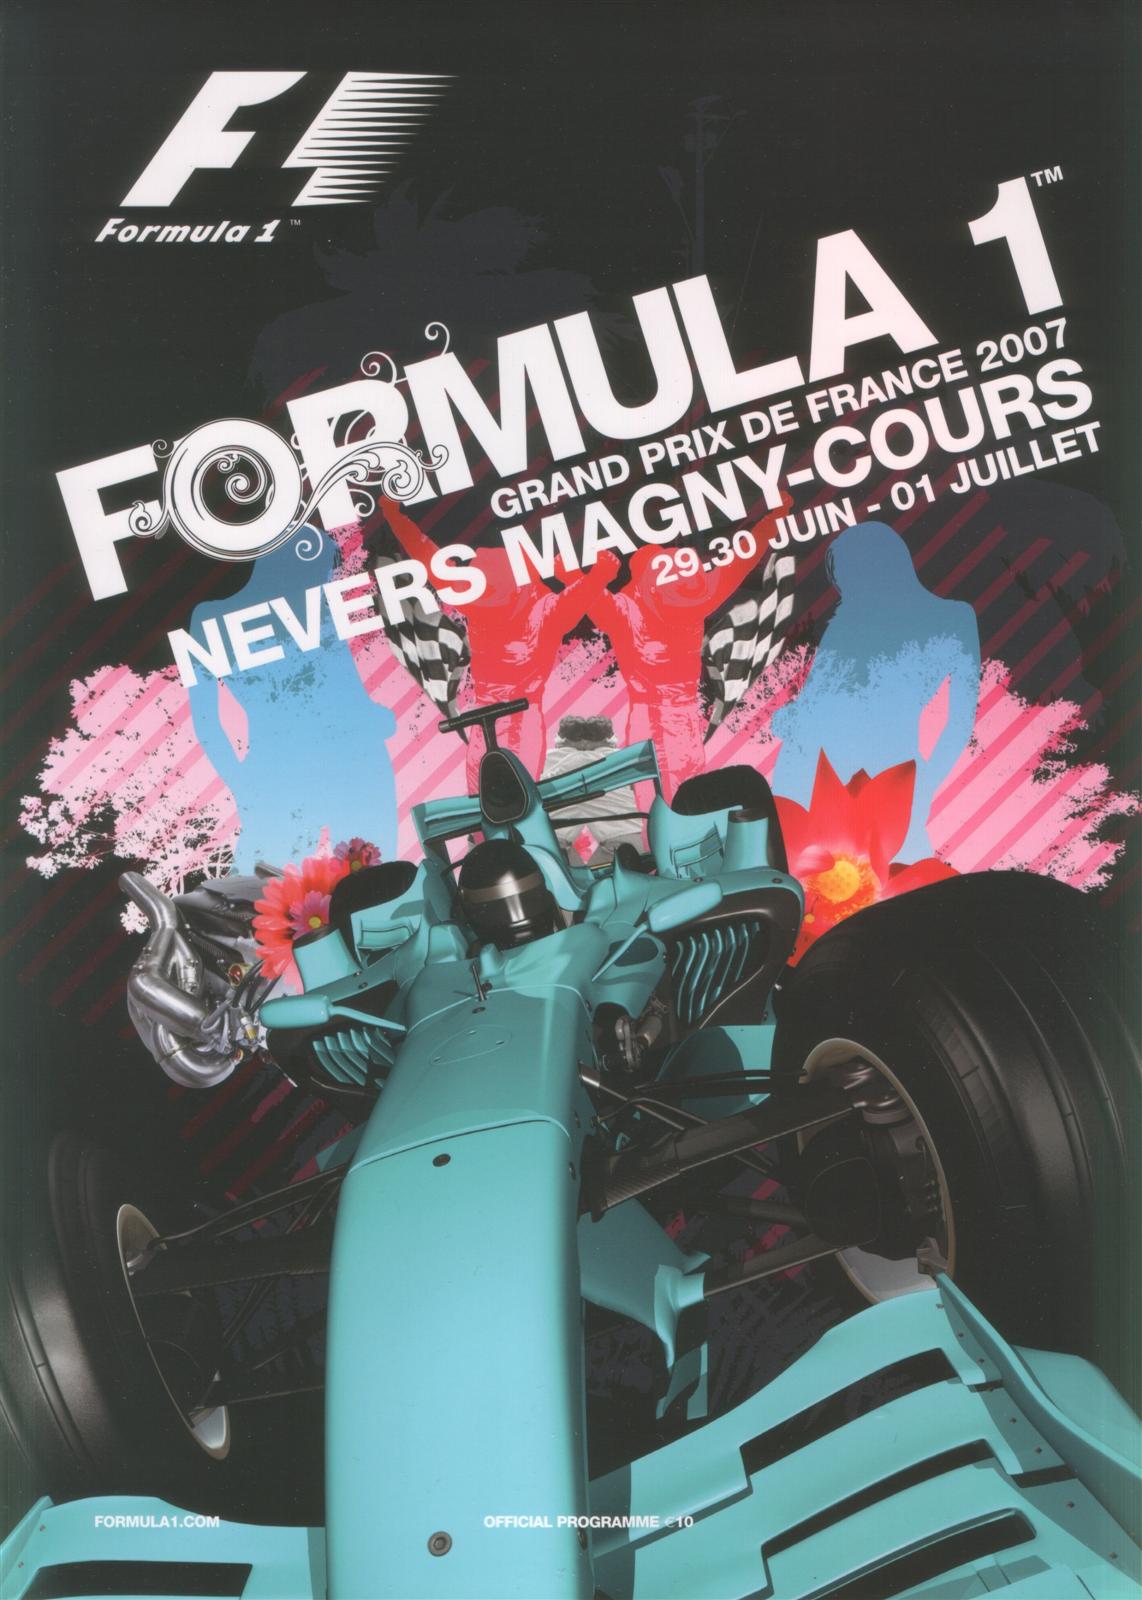 F1
Formula 1 ™
FORMULA 1™
GRAND PRIX DE FRANCE 2007
NEVERS MAGNY-COURS
29.30 JUIN - 01 JUILLET
FORMULA1.COM
OFFICIAL PROGRAMME €10